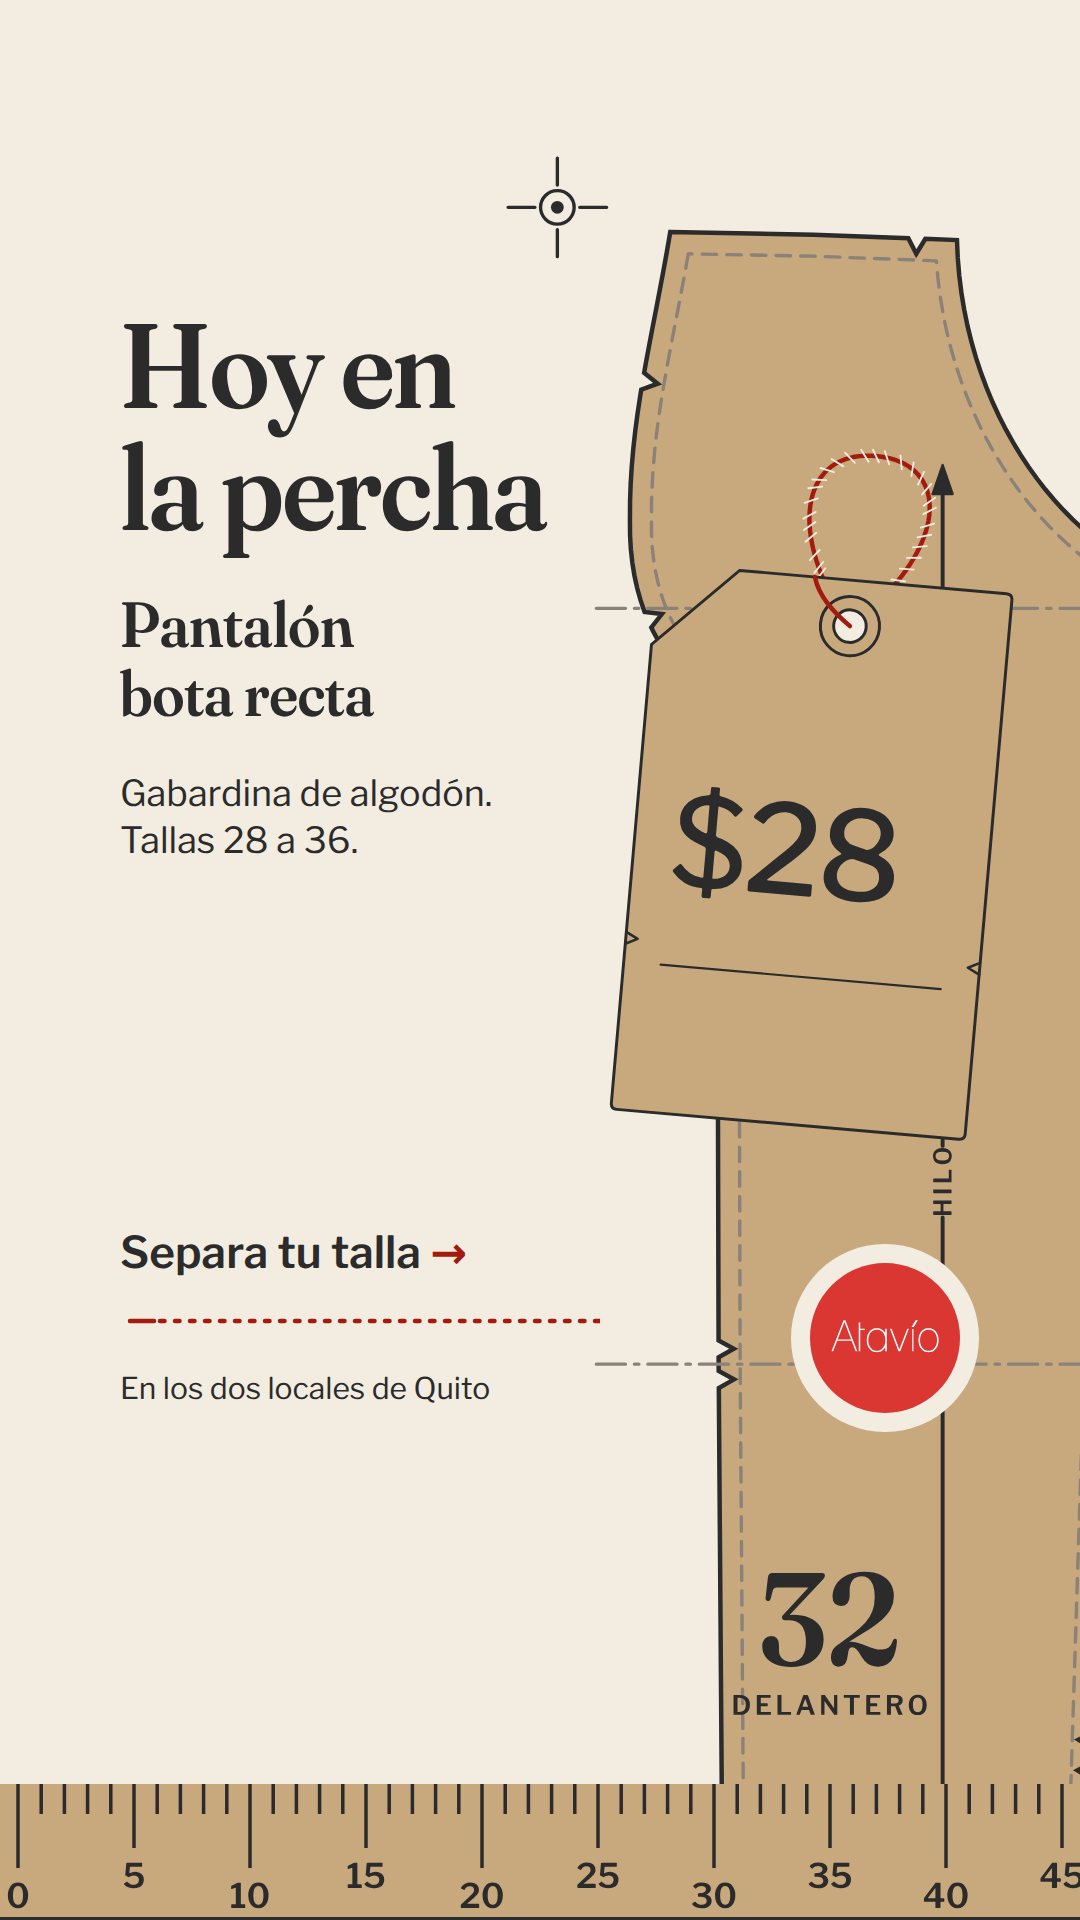 Hoy en
la percha
Pantalón
bota recta
Gabardina de algodón.
Tallas 28 a 36.
$28
HILO
Separa tu talla →
Atavío
En los dos locales de Quito
32
DELANTERO
0 5 10 15 20 25 30 35 40 45